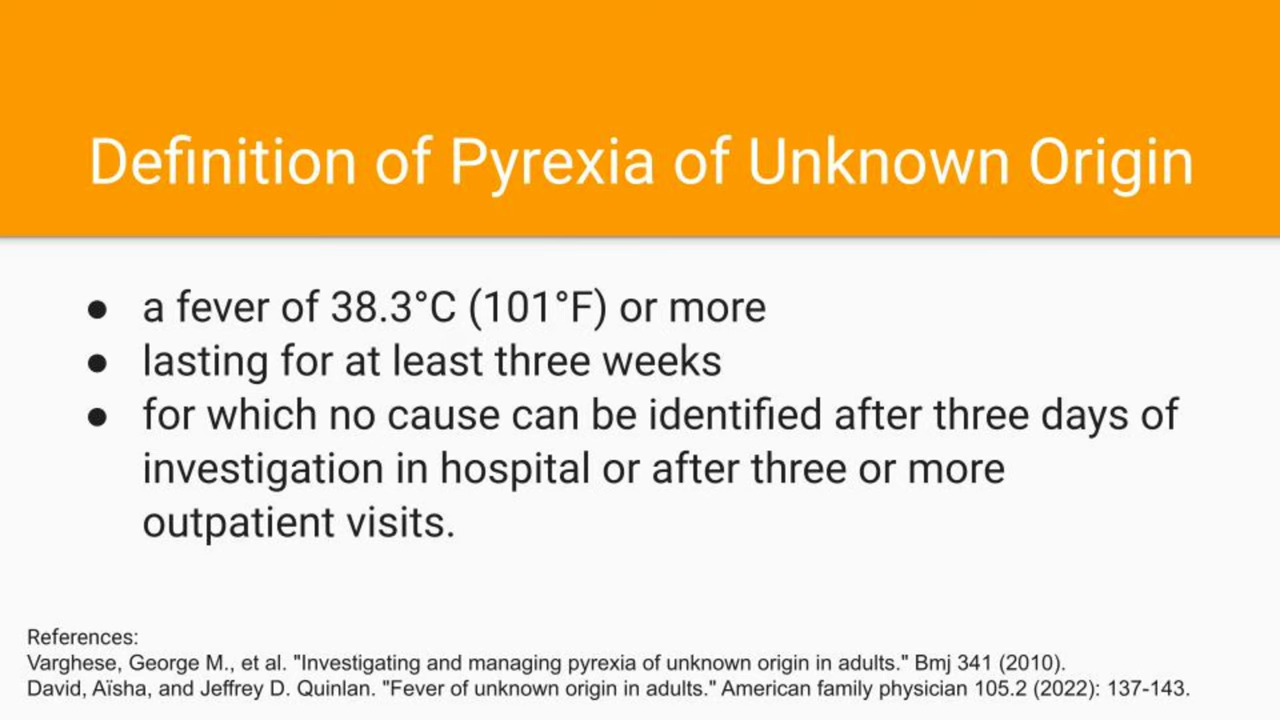 Definition of Pyrexia of Unknown Origin
● a fever of 38.3°C (101°F) or more
● lasting for at least three weeks
● for which no cause can be identified after three days of
investigation in hospital or after three or more
outpatient visits.
References:
Varghese, George M., et al. "Investigating and managing pyrexia of unknown origin in adults." Bmj 341 (2010).
David, Aïsha, and Jeffrey D. Quinlan. "Fever of unknown origin in adults." American family physician 105.2 (2022): 137-143.